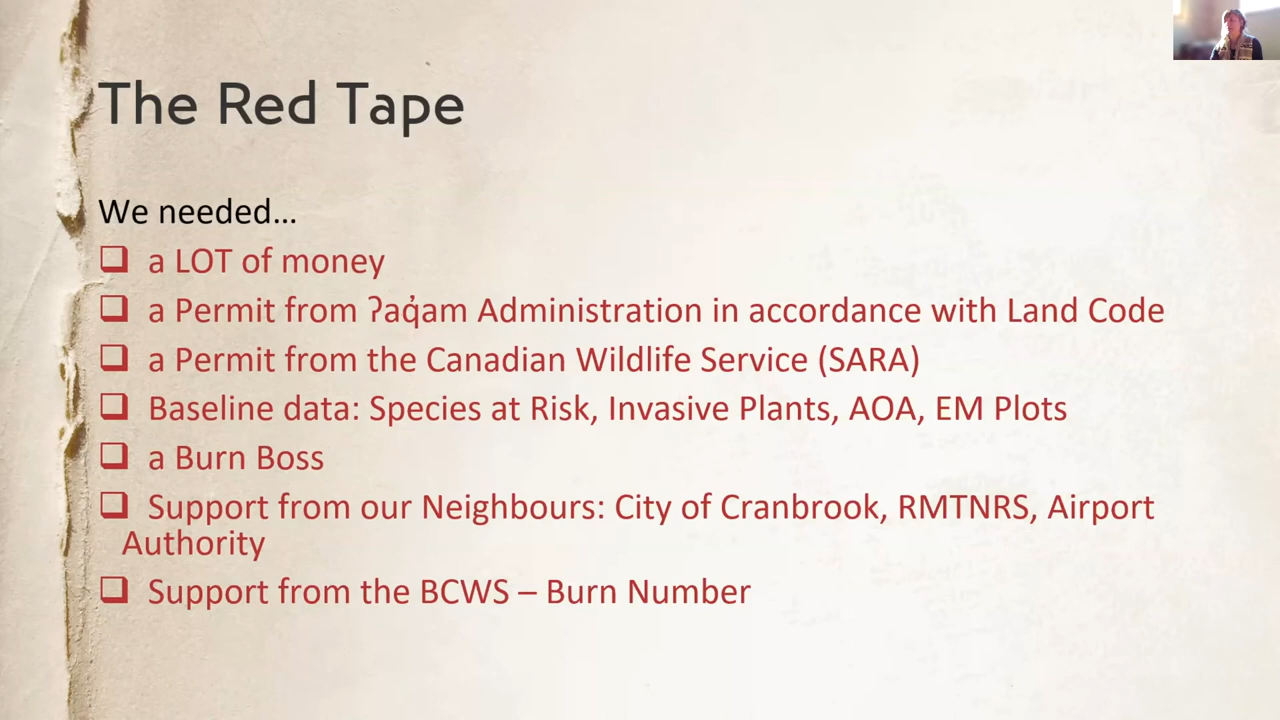 The Red Tape
We needed...
❑ a LOT of money
❑ a Permit from ʔaq̓am Administration in accordance with Land Code
❑ a Permit from the Canadian Wildlife Service (SARA)
❑ Baseline data: Species at Risk, Invasive Plants, AOA, EM Plots
❑ a Burn Boss
❑ Support from our Neighbours: City of Cranbrook, RMTNRS, Airport
Authority
❑ Support from the BCWS – Burn Number